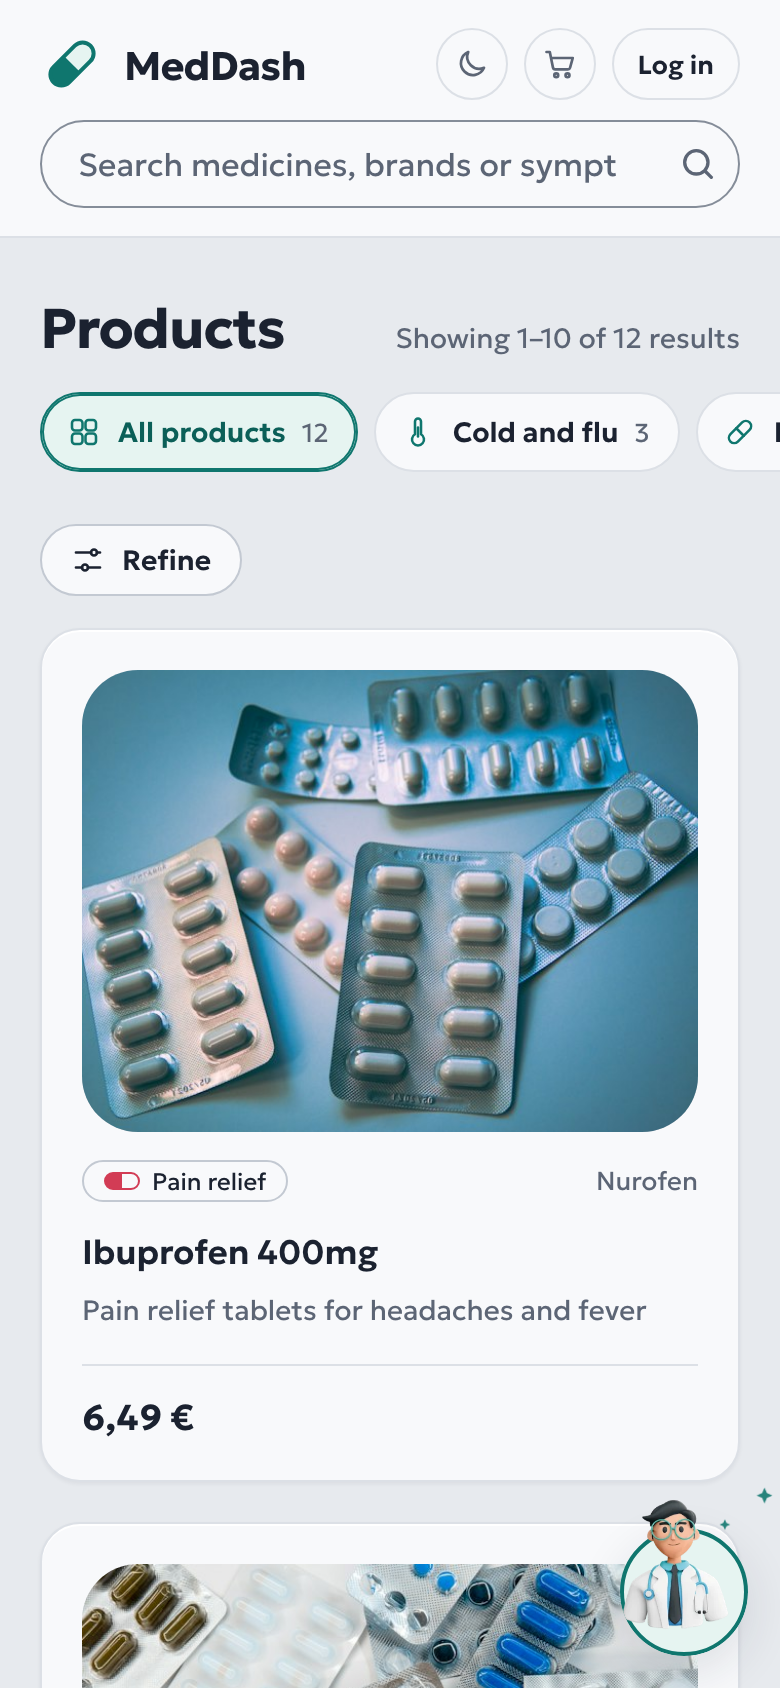 MedDash
Log in
Search medicines, brands or sympt
Products
Showing 1–10 of 12 results
All products 12
Cold and flu 3
Refine
Pain relief
Nurofen
Ibuprofen 400mg
Pain relief tablets for headaches and fever
6,49 €